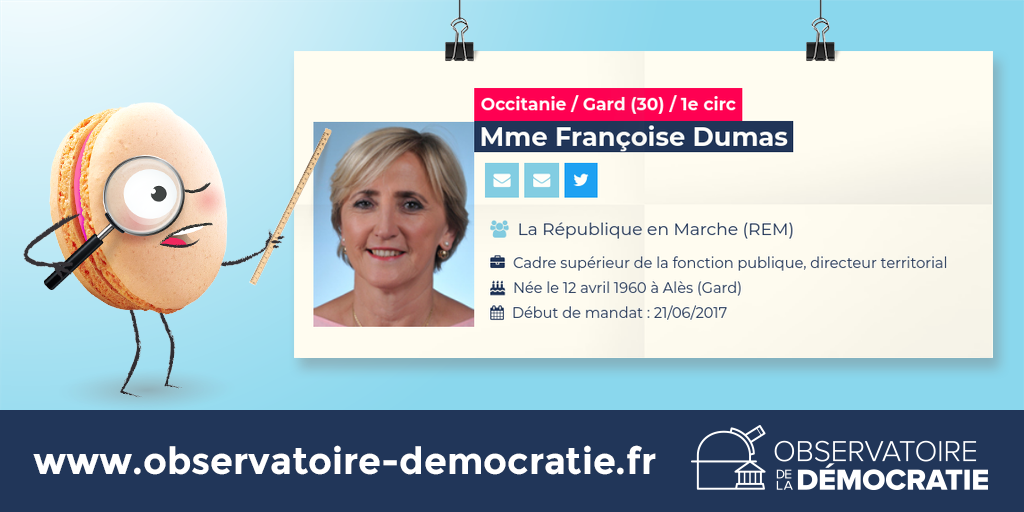 Occitanie / Gard (30) / 1e circ
Mme Françoise Dumas
La République en Marche (REM)
Cadre supérieur de la fonction publique, directeur territorial
Née le 12 avril 1960 à Alès (Gard)
Début de mandat : 21/06/2017
www.observatoire-democratie.fr
OBSERVATOIRE
DE LA DÉMOCRATIE